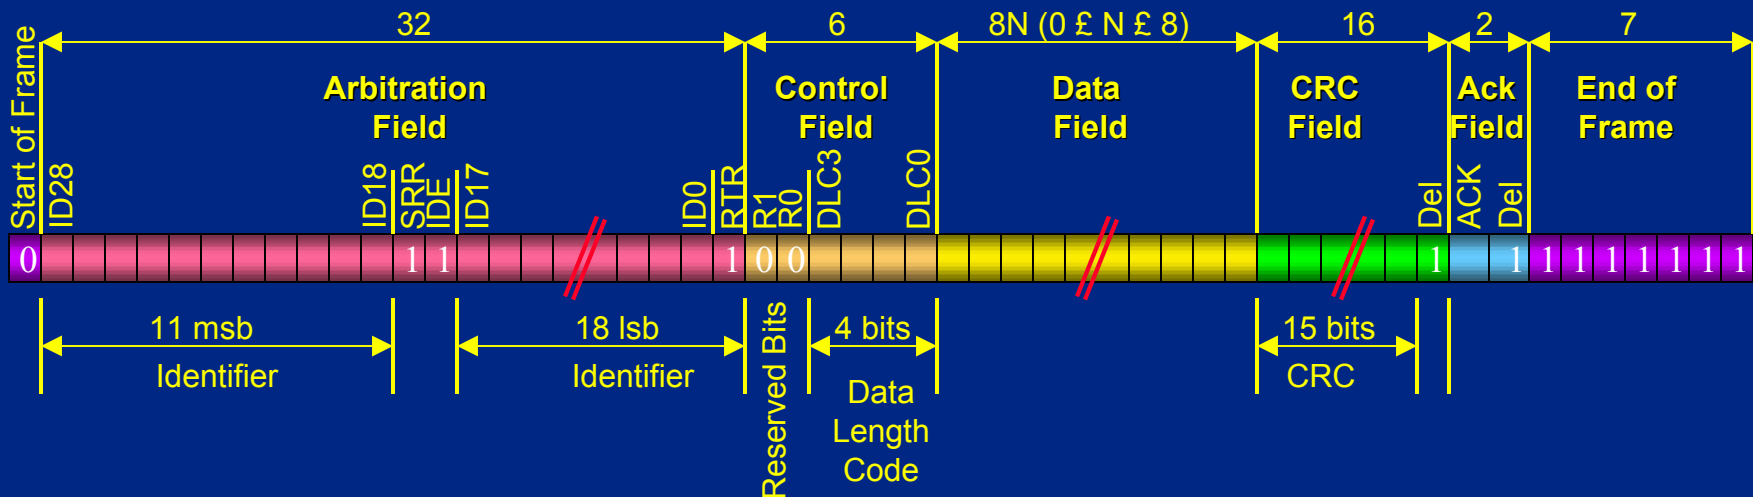 32
6
8N (0 £ N £ 8)
16
2
7
Start of Frame
Arbitration
Field
Control
Field
Data
Field
CRC
Field
Ack
Field
End of
Frame
ID28
ID18
SRR
IDE
ID17
ID0
RTR
R1
R0
DLC3
DLC0
Del
ACK
Del
0
1
1
1
0
0
1
1
1
1
1
1
1
1
1
11 msb
Identifier
18 lsb
Identifier
Reserved Bits
4 bits
Data
Length
Code
15 bits
CRC